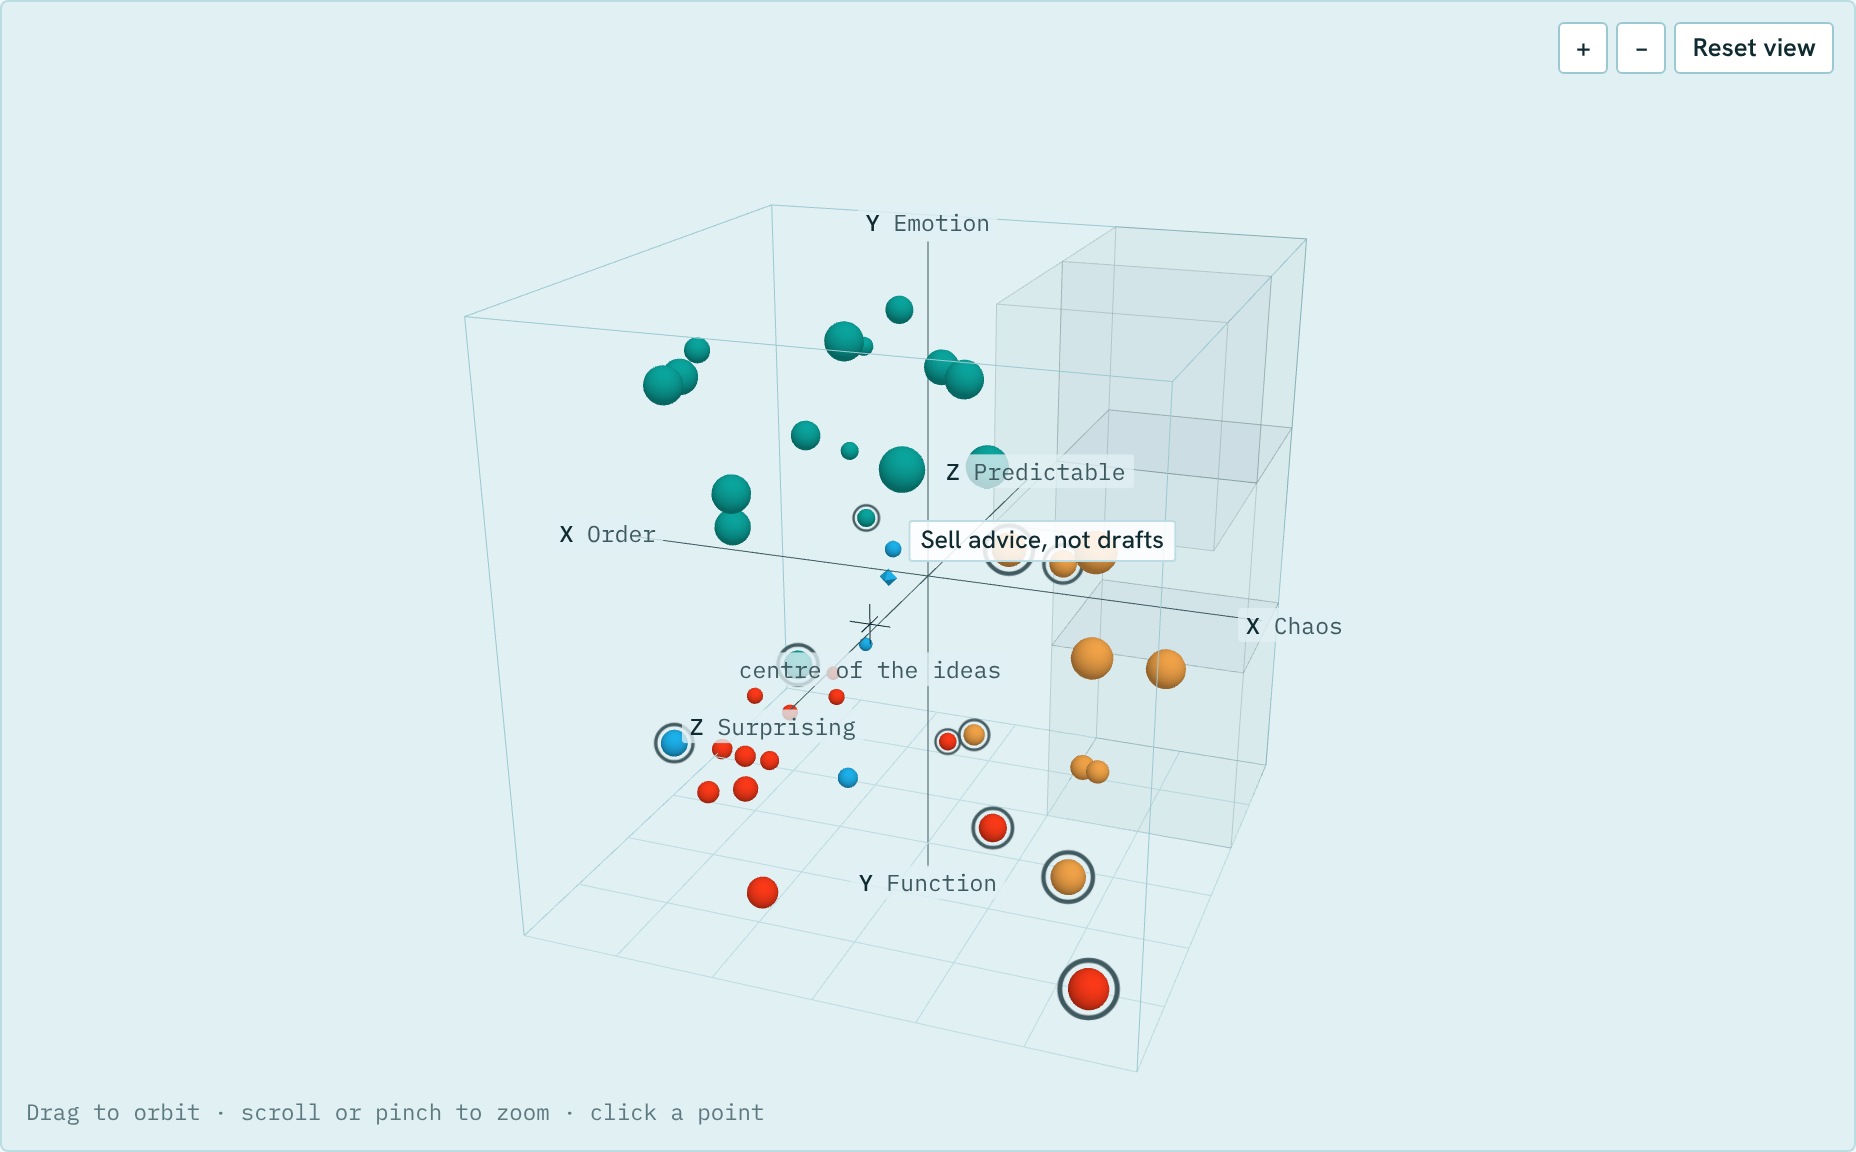 + - Reset view
Y Emotion
Z Predictable
X Order
Sell advice, not drafts
X Chaos
centre of the ideas
Z Surprising
Y Function
Drag to orbit · scroll or pinch to zoom · click a point